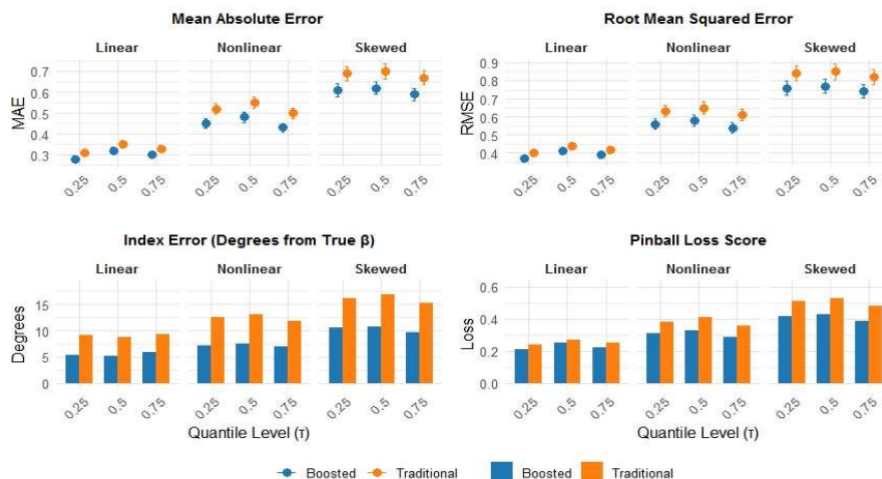 Mean Absolute Error
Linear Nonlinear Skewed
MAE
0.7
0.6
0.5
0.4
0.3
0.25 0.5 0.75 0.25 0.5 0.75 0.25 0.5 0.75
Root Mean Squared Error
Linear Nonlinear Skewed
RMSE
0.9
0.8
0.7
0.6
0.5
0.4
0.25 0.5 0.75 0.25 0.5 0.75 0.25 0.5 0.75
Index Error (Degrees from True β)
Linear Nonlinear Skewed
Degrees
15
10
5
0
0.25 0.5 0.75 0.25 0.5 0.75 0.25 0.5 0.75
Quantile Level (τ)
Pinball Loss Score
Linear Nonlinear Skewed
Loss
0.6
0.4
0.2
0.0
0.25 0.5 0.75 0.25 0.5 0.75 0.25 0.5 0.75
Quantile Level (τ)
Boosted Traditional Boosted Traditional